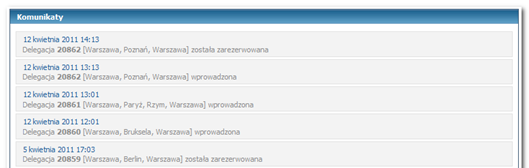 Komunikaty
12 kwietnia 2011 14:13
Delegacja 20862 [Warszawa, Poznań, Warszawa] została zarezerwowana
12 kwietnia 2011 13:13
Delegacja 20862 [Warszawa, Poznań, Warszawa] wprowadzona
12 kwietnia 2011 13:01
Delegacja 20861 [Warszawa, Paryż, Rzym, Warszawa] wprowadzona
12 kwietnia 2011 12:01
Delegacja 20860 [Warszawa, Bruksela, Warszawa] wprowadzona
5 kwietnia 2011 17:03
Delegacja 20859 [Warszawa, Berlin, Warszawa] została zarezerwowana